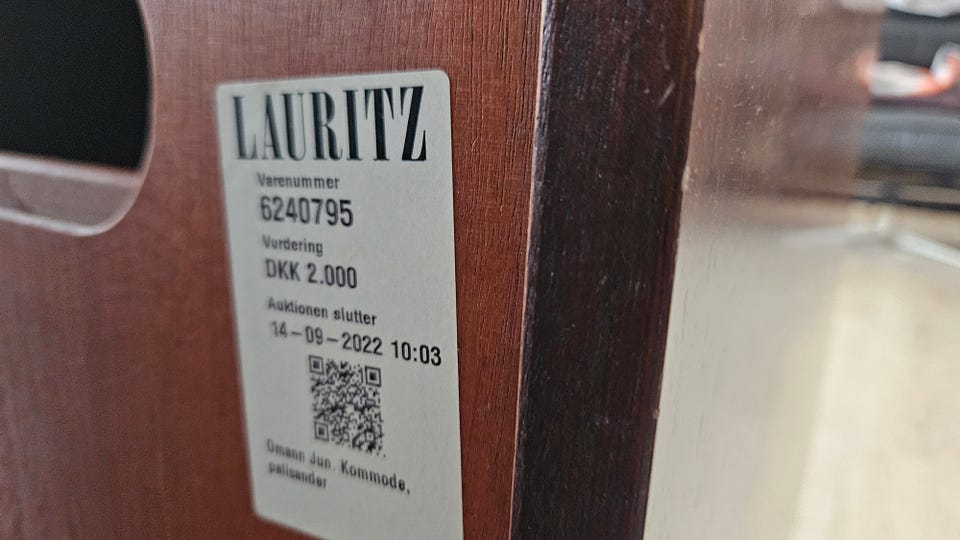 LAURITZ
Varenummer
6240795
Vurdering
DKK 2.000
Auktionen slutter
14-09-2022 10:03
Omann Jun. Kommode,
palisander